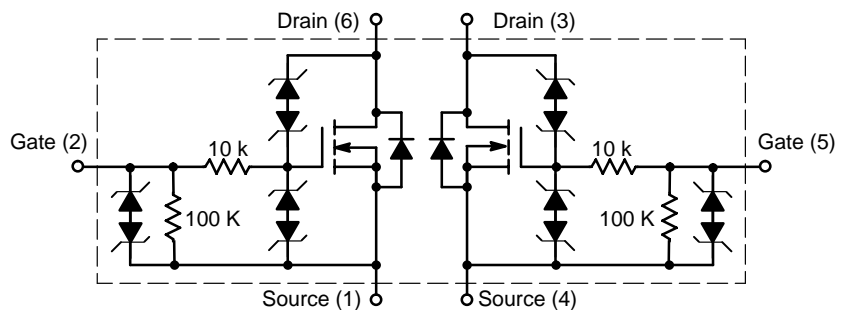 Drain (6)
Drain (3)
Gate (2)
10 k
10 k
Gate (5)
100 K
100 K
Source (1)
Source (4)